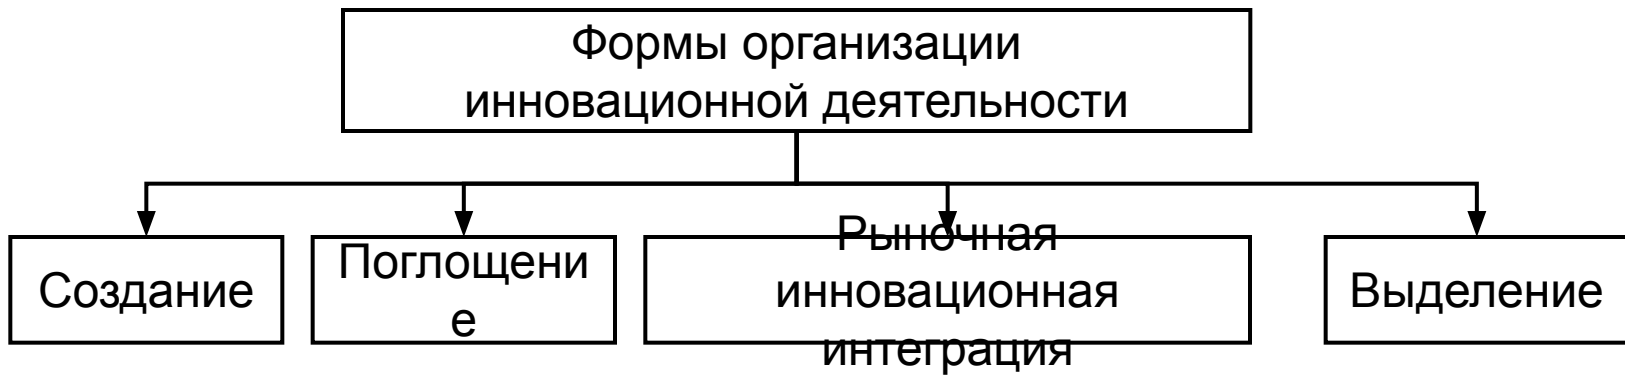 Формы организации
инновационной деятельности
Создание
Поглощени
е
Рыночная
инновационная
интеграция
Выделение